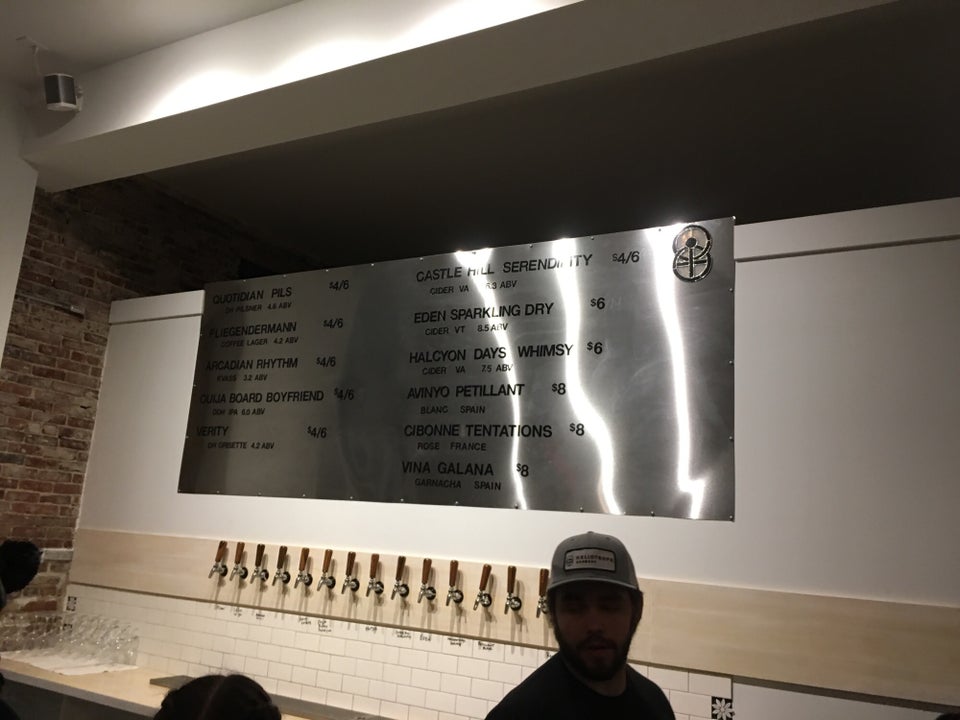 QUOTIDIAN PILS $4/6
DH PILSNER 4.6 ABV
FLIEGENDERMANN $4/6
COFFEE LAGER 4.2 ABV
ARCADIAN RHYTHM $4/6
KVASS 3.2 ABV
OUIJA BOARD BOYFRIEND $4/6
DDH IPA 6.0 ABV
VERITY $4/6
DH GRISETTE 4.2 ABV
CASTLE HILL SERENDIPITY $4/6
CIDER VA 8.3 ABV
EDEN SPARKLING DRY $6
CIDER VT 8.5 ABV
HALCYON DAYS WHIMSY $6
CIDER VA 7.5 ABV
AVINYO PETILLANT $8
BLANC SPAIN
CIBONNE TENTATIONS $8
ROSE FRANCE
VINA GALANA $8
GARNACHA SPAIN
HELIOTROPE